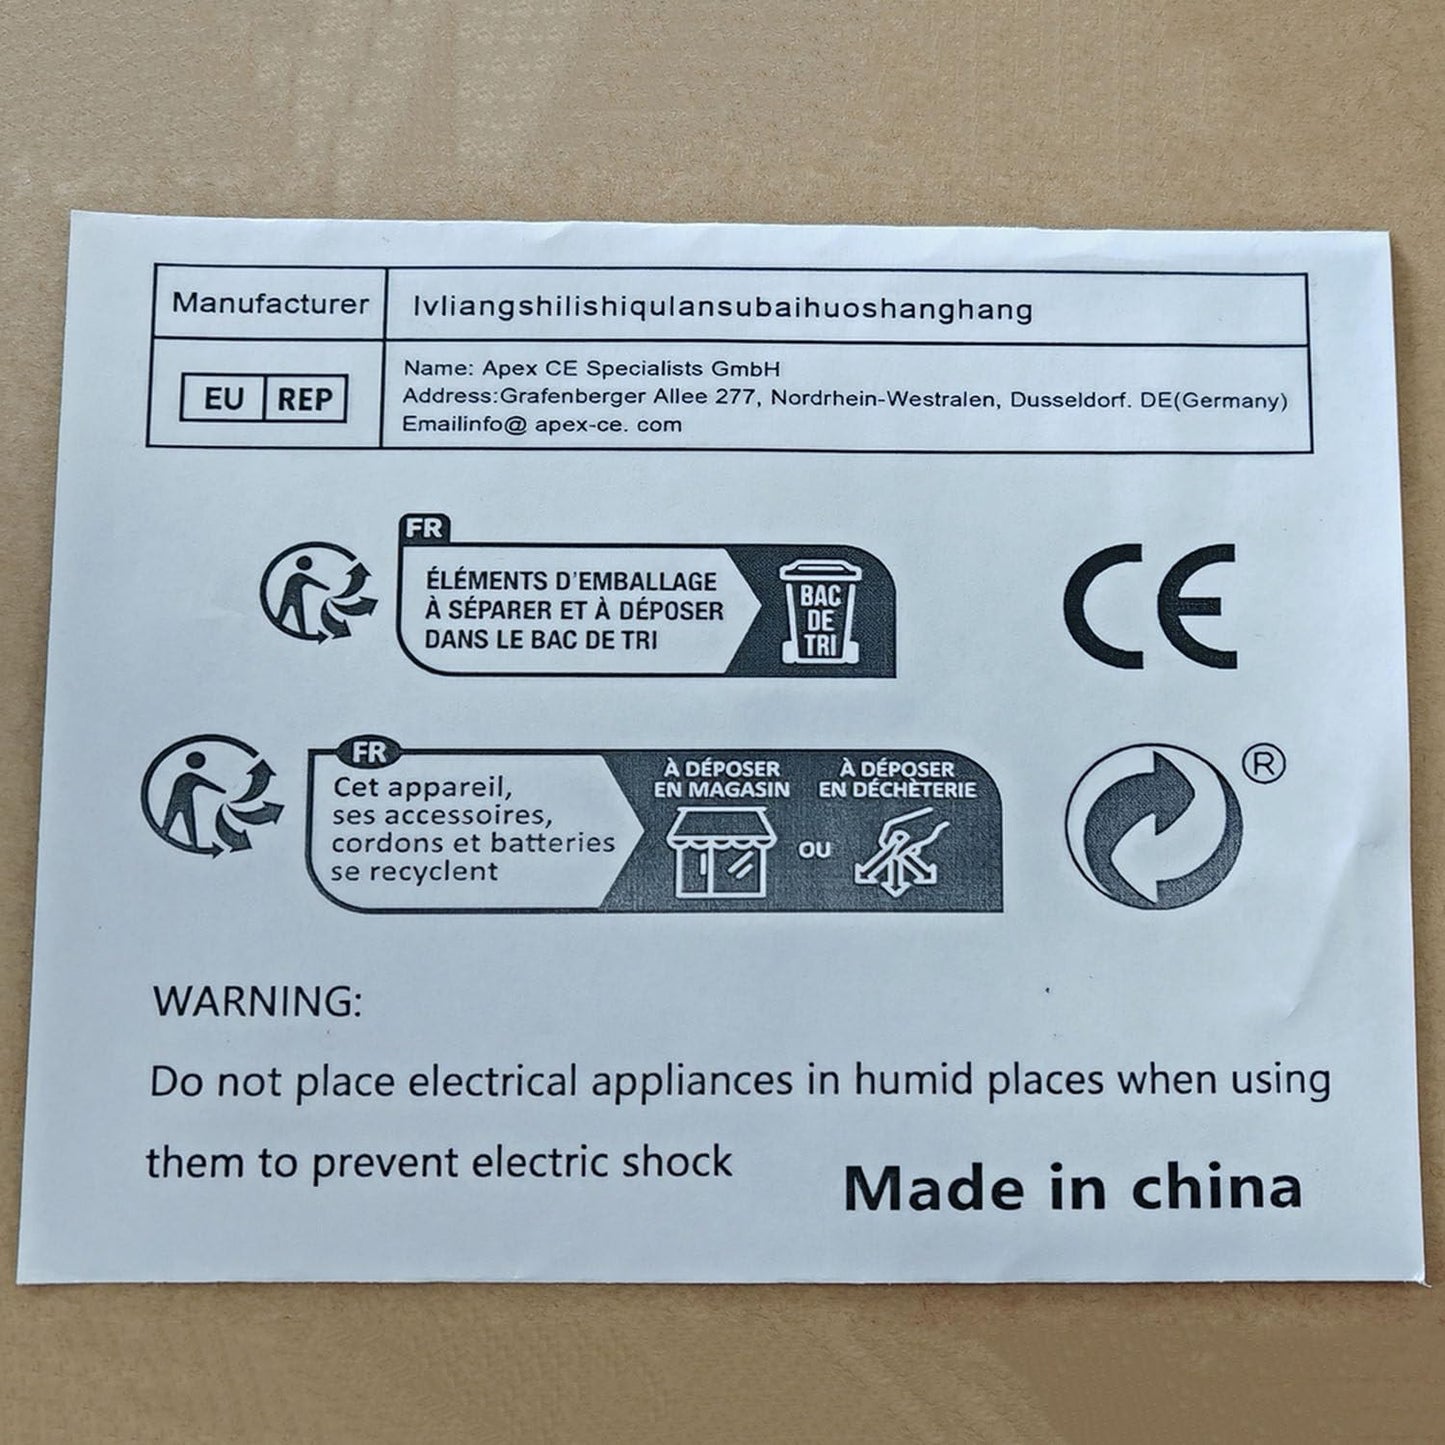 Manufacturer
lvliangshilishiqulansubaihuoshanghang
EU REP
Name: Apex CE Specialists GmbH
Address:Grafenberger Allee 277, Nordrhein-Westralen, Dusseldorf. DE(Germany)
Emailinfo@ apex-ce. com
FR
ÉLÉMENTS D'EMBALLAGE
À SÉPARER ET À DÉPOSER
DANS LE BAC DE TRI
BAC
DE
TRI
CE
FR
Cet appareil,
ses accessoires,
cordons et batteries
se recyclent
À DÉPOSER
EN MAGASIN
OU
À DÉPOSER
EN DÉCHÈTERIE
®
WARNING:
Do not place electrical appliances in humid places when using
them to prevent electric shock
Made in china